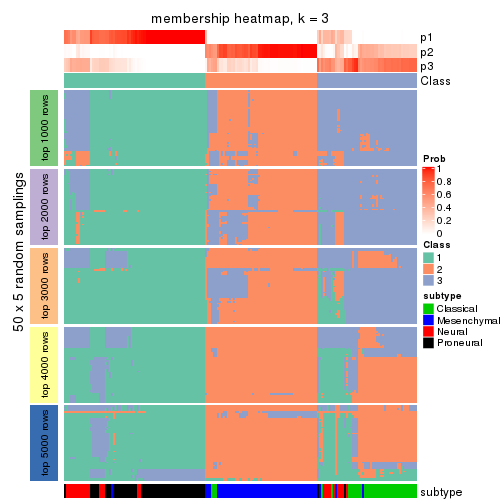 membership heatmap, k = 3
p1
p2
p3
Class
50 x 5 random samplings
top 1000 rows
top 2000 rows
top 3000 rows
top 4000 rows
top 5000 rows
Prob
1
0.8
0.6
0.4
0.2
0
Class
1
2
3
subtype
Classical
Mesenchymal
Neural
Proneural
subtype